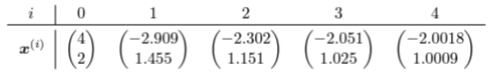 i 0 1 2 3 4
x^(i) (4 2) (−2.909 1.455) (−2.302 1.151) (−2.051 1.025) (−2.0018 1.0009)